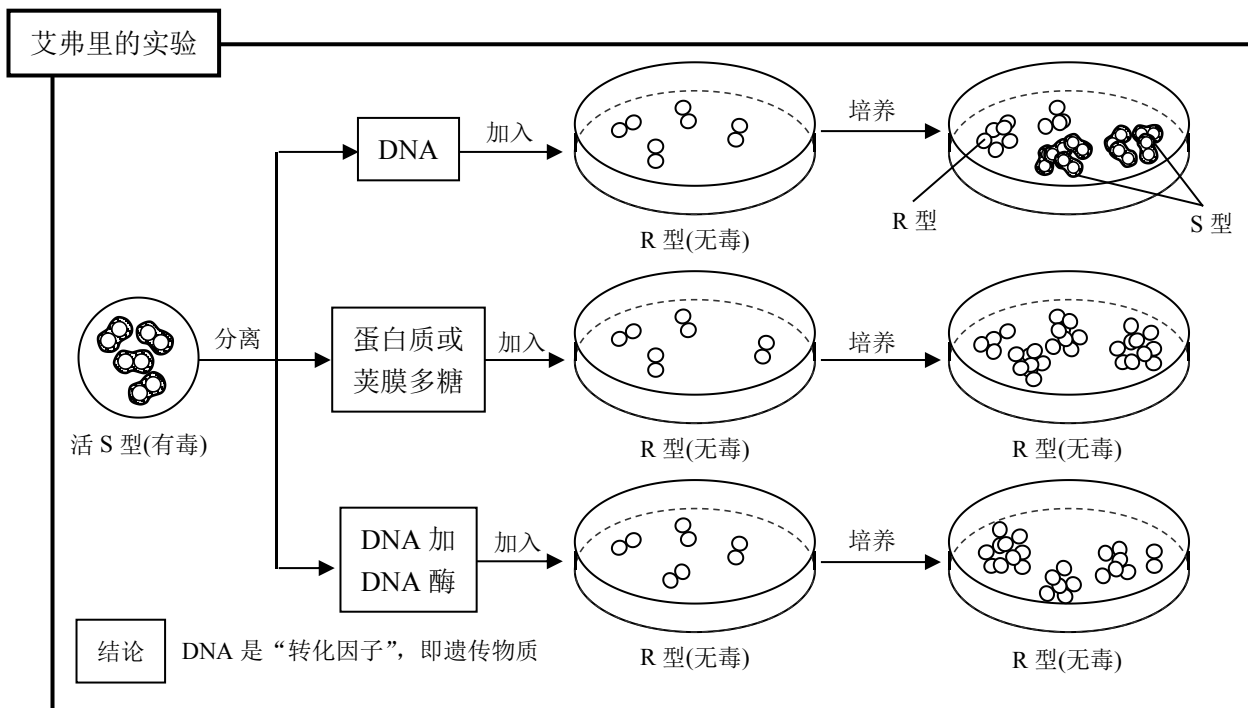 艾弗里的实验
DNA
加入
R 型(无毒)
培养
R 型
S 型
活 S 型(有毒)
分离
蛋白质或
荚膜多糖
加入
R 型(无毒)
培养
R 型(无毒)
DNA 加
DNA 酶
加入
R 型(无毒)
培养
R 型(无毒)
结论
DNA 是“转化因子”，即遗传物质